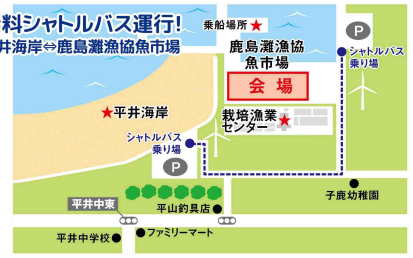 料シャトルバス運行!
井海岸⇔鹿島灘漁協魚市場
乗船場所★
P
シャトルバス
乗り場
鹿島灘漁協
魚市場
会場
★平井海岸
栽培漁業
センター★
シャトルバス
乗り場
P
子鹿幼稚園
平井中東
平山釣具店
平井中学校
ファミリーマート